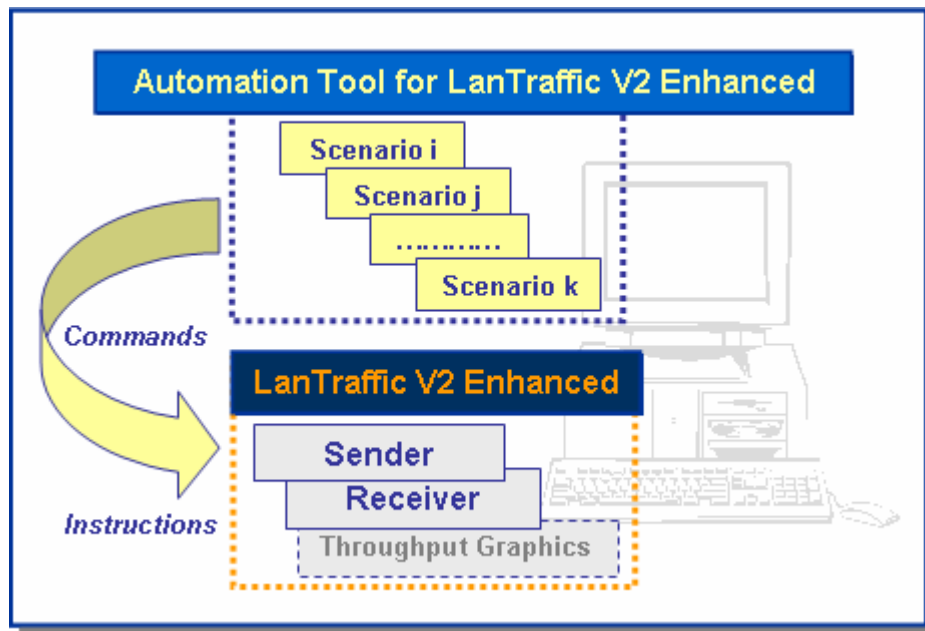 Automation Tool for LanTraffic V2 Enhanced
Scenario i
Scenario j
............
Scenario k
Commands
LanTraffic V2 Enhanced
Sender
Receiver
Instructions
Throughput Graphics